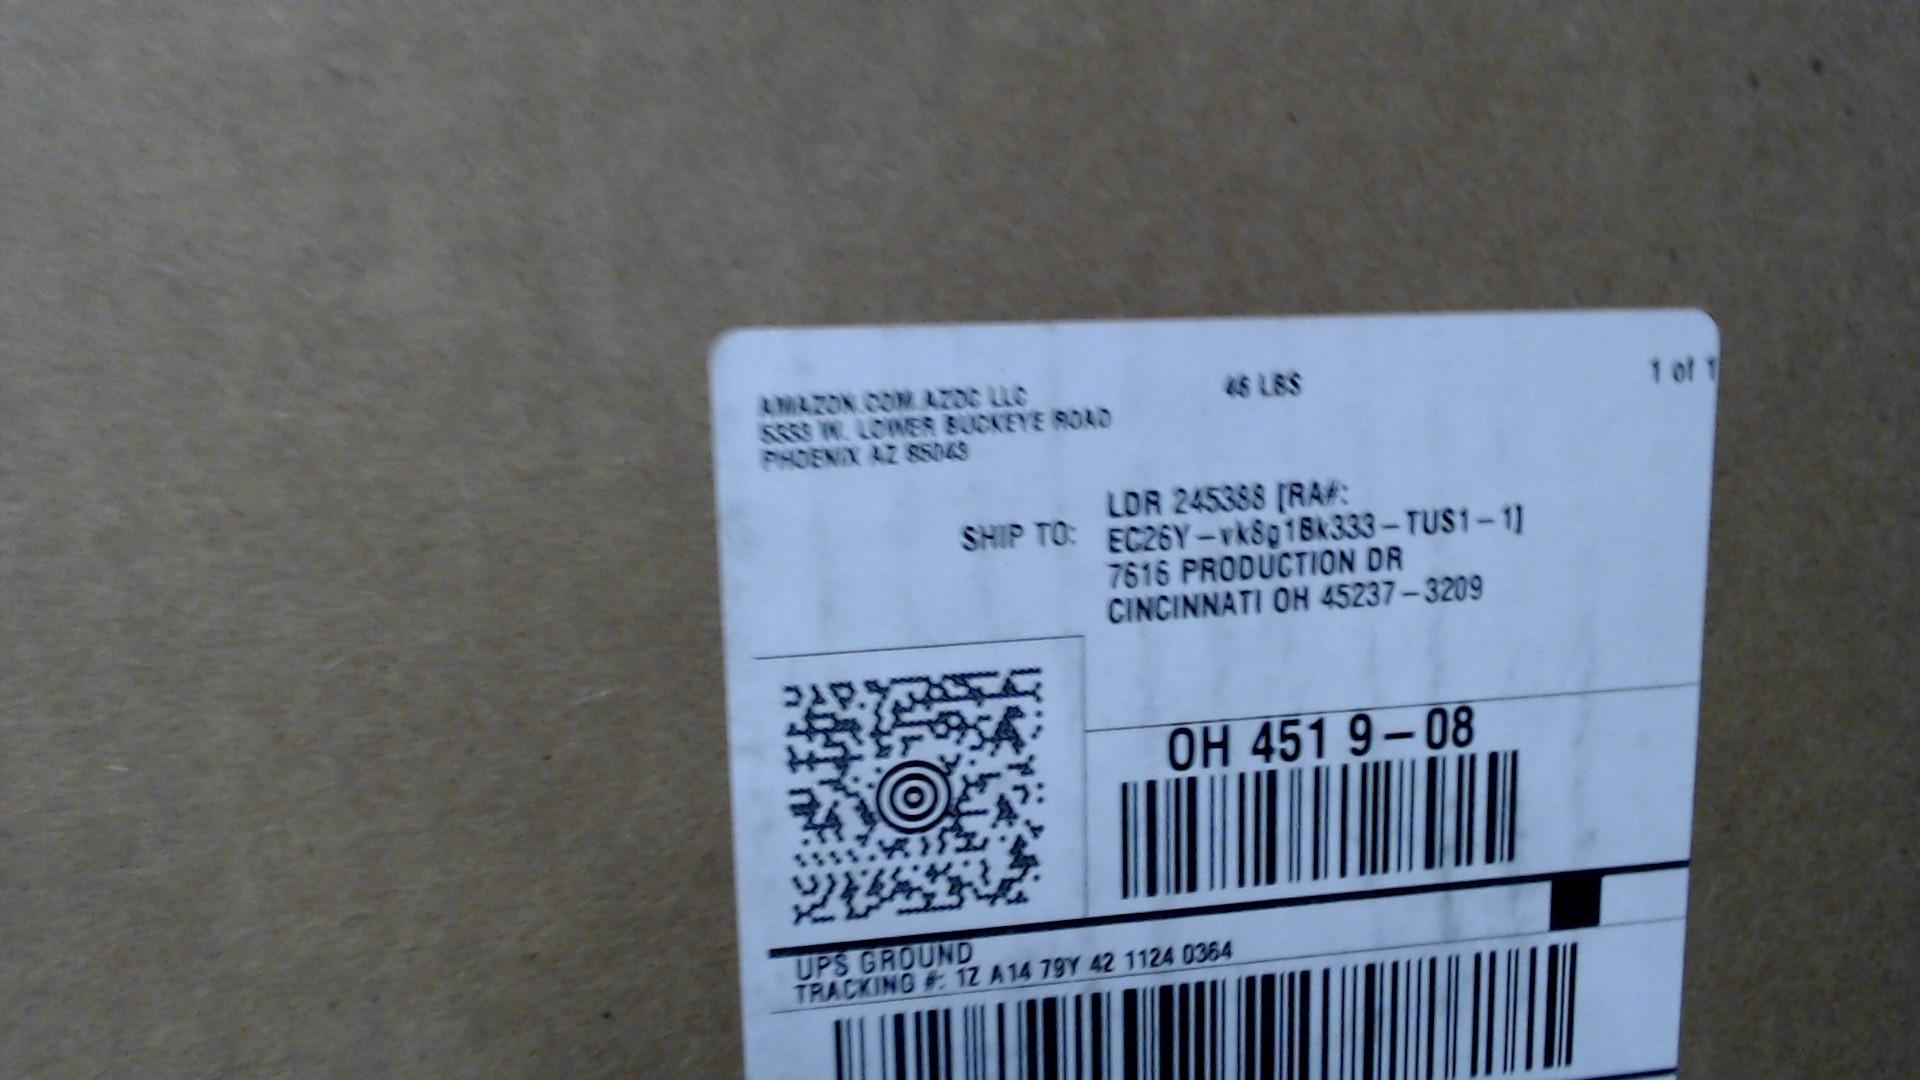 AMAZON.COM.AZDC LLC
5333 W. LOWER BUCKEYE ROAD
PHOENIX AZ 85043
46 LBS
1 of 1
SHIP TO:
LDR 245388 [RA#:
EC26Y-vk8g1Bk333-TUS1-1]
7616 PRODUCTION DR
CINCINNATI OH 45237-3209
OH 451 9-08
UPS GROUND
TRACKING #: 1Z A14 79Y 42 1124 0364